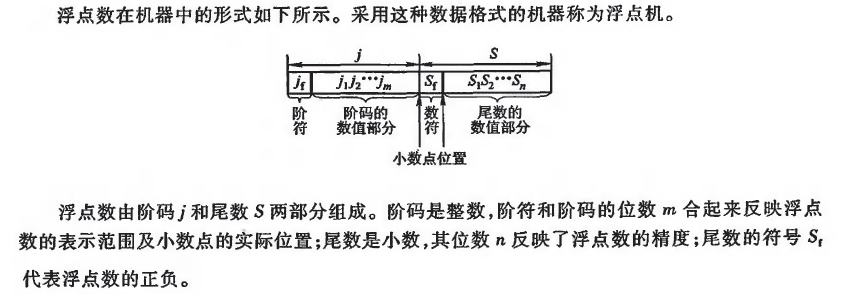 浮点数在机器中的形式如下所示。采用这种数据格式的机器称为浮点机。
j S
j_f j₁j₂⋯j_m S_f S₁S₂⋯S_n
阶符 阶码的数值部分 数符 尾数的数值部分
小数点位置
浮点数由阶码 j 和尾数 S 两部分组成。阶码是整数,阶符和阶码的位数 m 合起来反映浮点
数的表示范围及小数点的实际位置;尾数是小数,其位数 n 反映了浮点数的精度;尾数的符号 S_f
代表浮点数的正负。